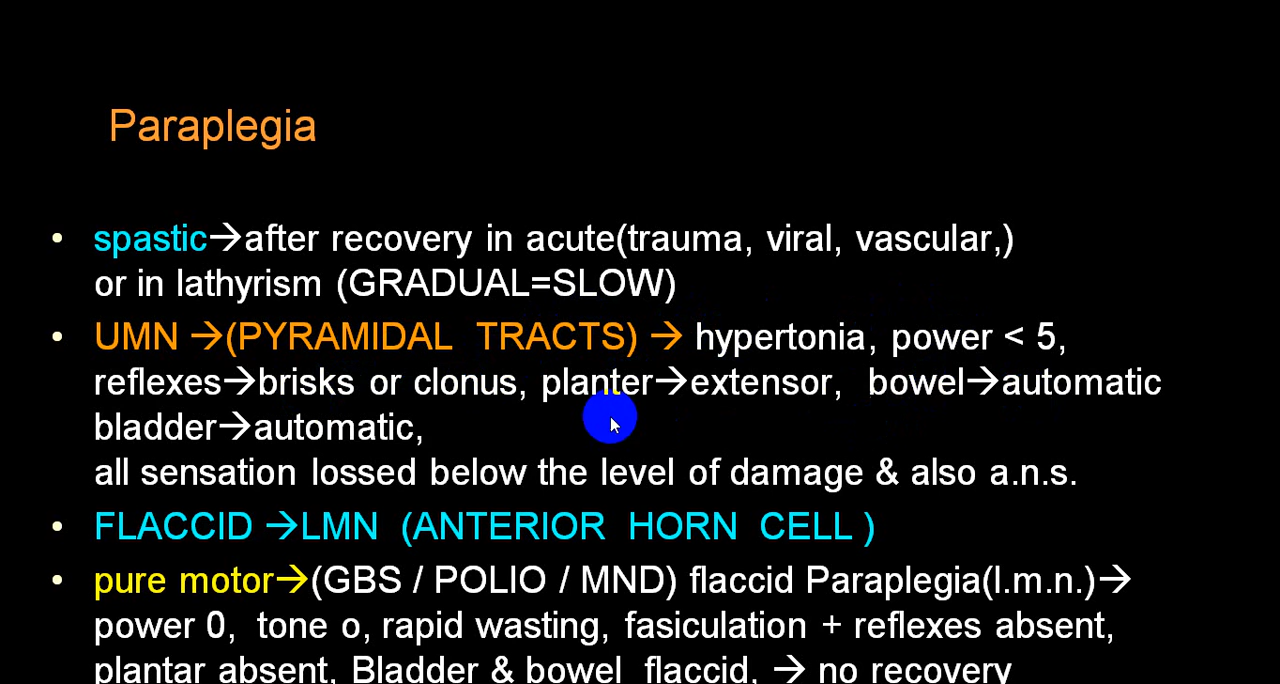 Paraplegia
• spastic→after recovery in acute(trauma, viral, vascular,)
or in lathyrism (GRADUAL=SLOW)
• UMN →(PYRAMIDAL TRACTS) → hypertonia, power < 5,
reflexes→brisks or clonus, planter→extensor, bowel→automatic
bladder→automatic,
all sensation lossed below the level of damage & also a.n.s.
• FLACCID →LMN (ANTERIOR HORN CELL )
• pure motor→(GBS / POLIO / MND) flaccid Paraplegia(l.m.n.)→
power 0, tone o, rapid wasting, fasiculation + reflexes absent,
plantar absent, Bladder & bowel flaccid, → no recovery